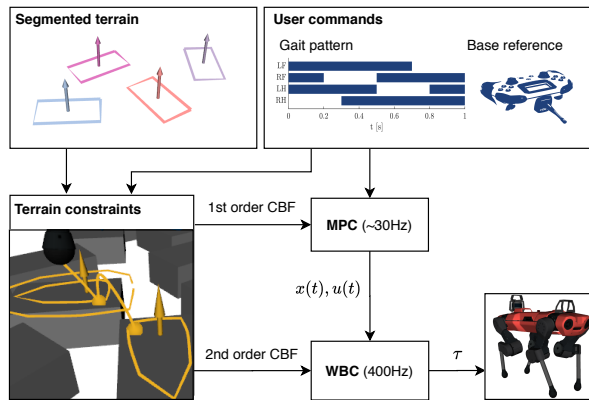 Segmented terrain
User commands
Gait pattern
Base reference
LF
RF
LH
RH
0 0.2 0.4 0.6 0.8 1
t [s]
Terrain constraints
1st order CBF
MPC (~30Hz)
x(t), u(t)
2nd order CBF
WBC (400Hz)
τ